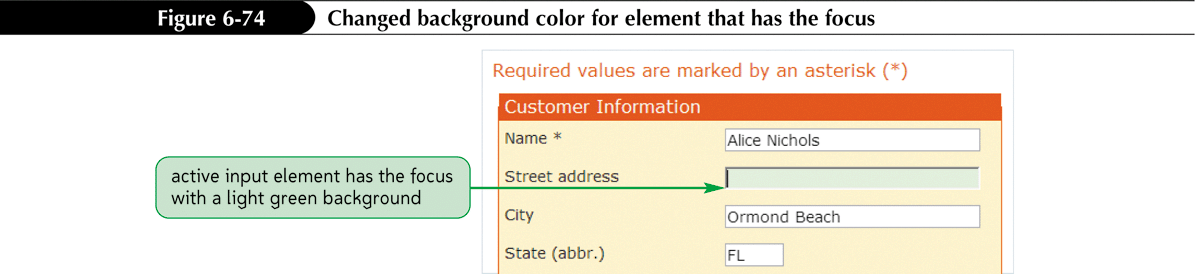 Figure 6-74 Changed background color for element that has the focus
Required values are marked by an asterisk (*)
Customer Information
Name * Alice Nichols
active input element has the focus
with a light green background
Street address
City Ormond Beach
State (abbr.) FL